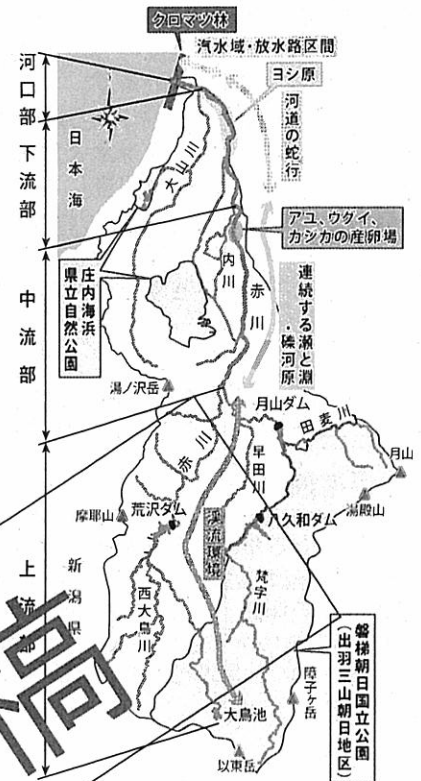 クロマツ林
汽水域・放水路区間
ヨシ原
河道の蛇行
河口部
下流部
中流部
上流部
日本海
大山川
アユ、ウグイ、
カジカの産卵場
内川
赤川
連続する瀬と淵
・礫河原
庄内海浜
県立自然公園
湯ノ沢岳
月山ダム
田麦川
月山
赤川
早田川
湯殿山
荒沢ダム
八久和ダム
摩耶山
渓流環境
新潟県
西大鳥川
梵字川
磐梯朝日国立公園
(出羽三山朝日地区)
障子ヶ岳
大鳥池
以東岳